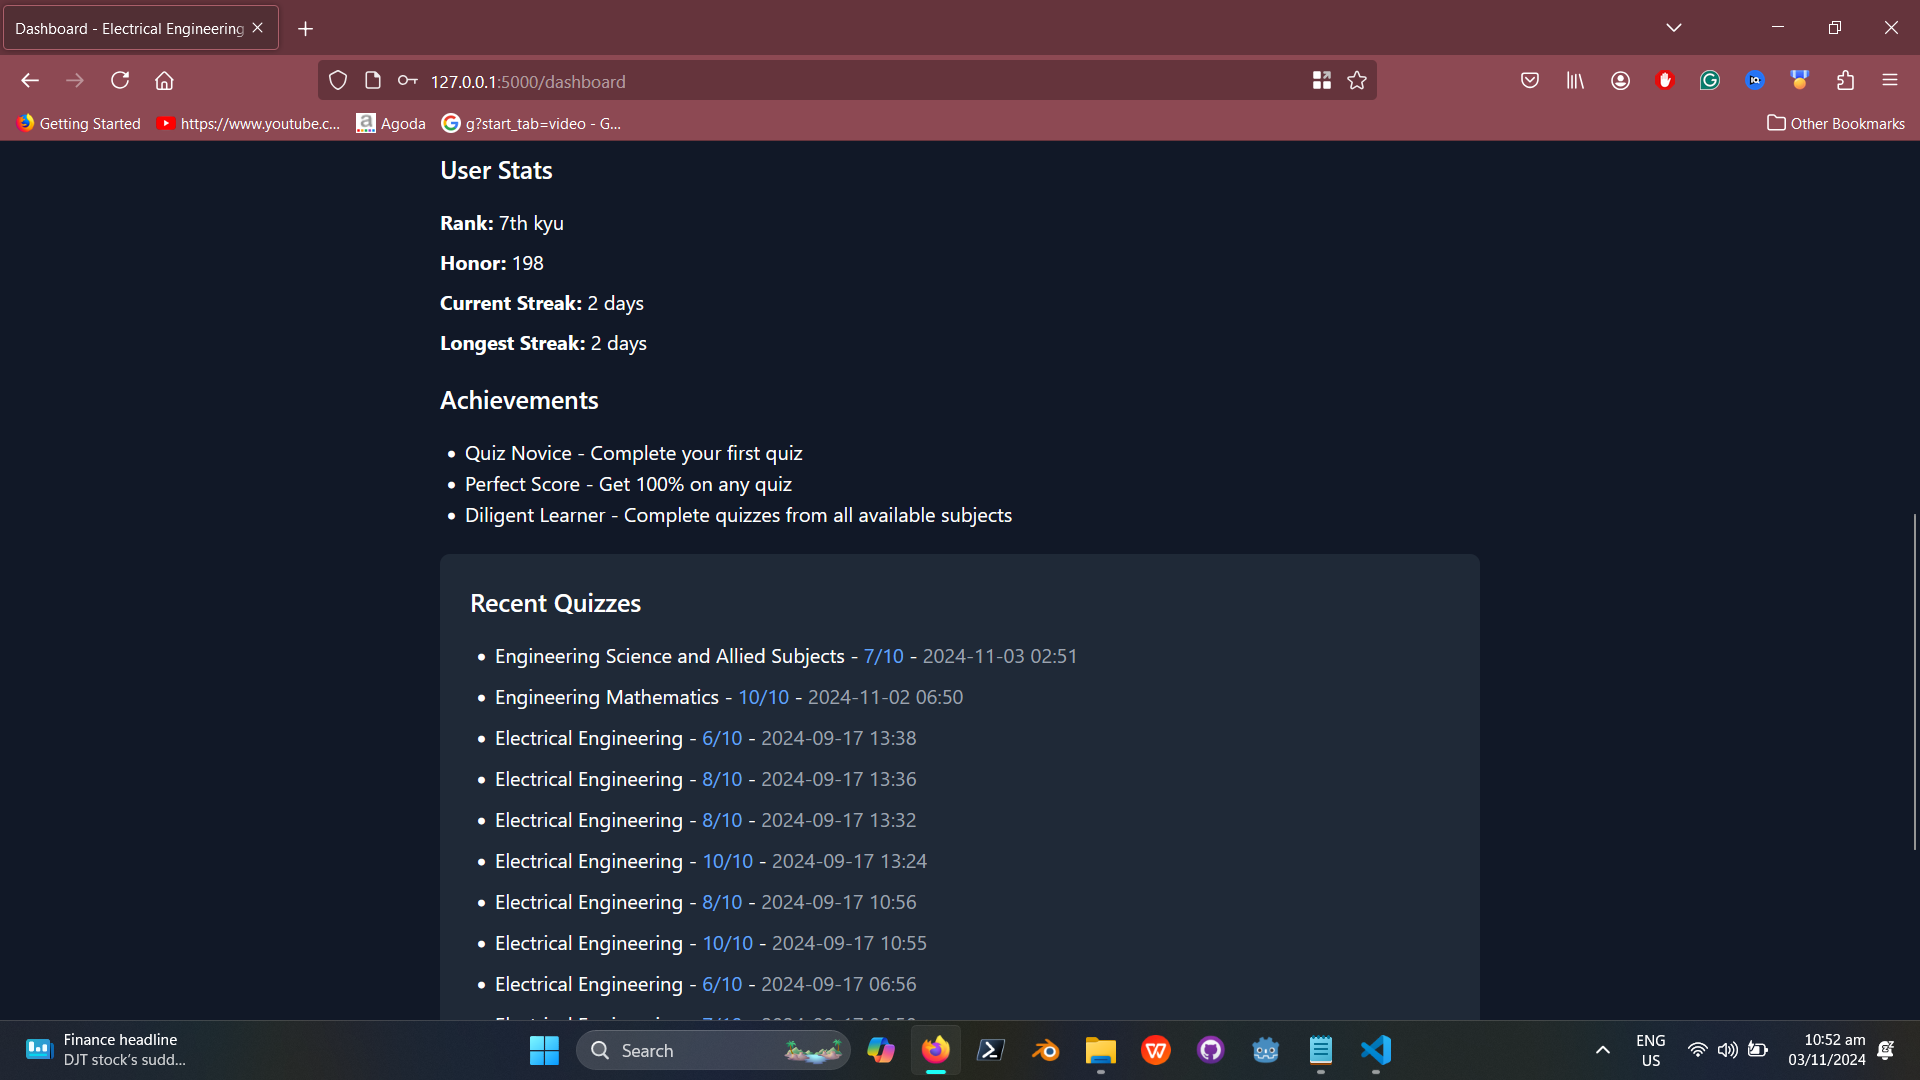 Dashboard - Electrical Engineering
127.0.0.1:5000/dashboard
Getting Started
https://www.youtube.c...
Agoda
g?start_tab=video - G...
Other Bookmarks
User Stats
Rank: 7th kyu
Honor: 198
Current Streak: 2 days
Longest Streak: 2 days
Achievements
• Quiz Novice - Complete your first quiz
• Perfect Score - Get 100% on any quiz
• Diligent Learner - Complete quizzes from all available subjects
Recent Quizzes
• Engineering Science and Allied Subjects - 7/10 - 2024-11-03 02:51
• Engineering Mathematics - 10/10 - 2024-11-02 06:50
• Electrical Engineering - 6/10 - 2024-09-17 13:38
• Electrical Engineering - 8/10 - 2024-09-17 13:36
• Electrical Engineering - 8/10 - 2024-09-17 13:32
• Electrical Engineering - 10/10 - 2024-09-17 13:24
• Electrical Engineering - 8/10 - 2024-09-17 10:56
• Electrical Engineering - 10/10 - 2024-09-17 10:55
• Electrical Engineering - 6/10 - 2024-09-17 06:56
Finance headline
DJT stock's sudd...
Search
ENG
US
10:52 am
03/11/2024